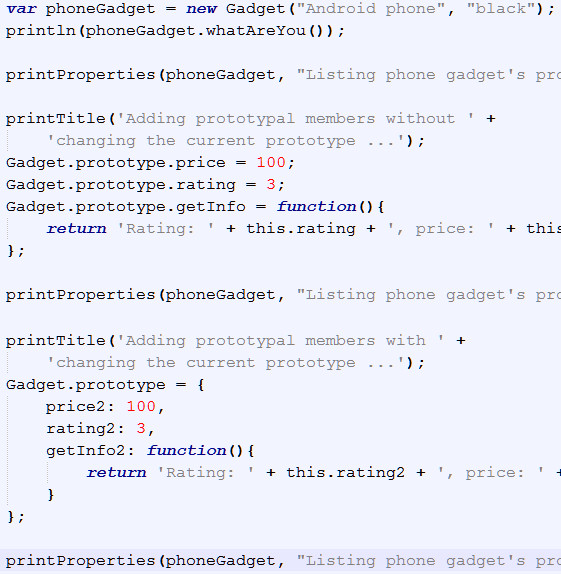 var phoneGadget = new Gadget("Android phone", "black");
println(phoneGadget.whatAreYou());
printProperties(phoneGadget, "Listing phone gadget's
printTitle('Adding prototypal members without ' +
'changing the current prototype ...');
Gadget.prototype.price = 100;
Gadget.prototype.rating = 3;
Gadget.prototype.getInfo = function(){
return 'Rating: ' + this.rating + ', price: ' + this
};
printProperties(phoneGadget, "Listing phone gadget's
printTitle('Adding prototypal members with ' +
'changing the current prototype ...');
Gadget.prototype = {
price2: 100,
rating2: 3,
getInfo2: function(){
return 'Rating: ' + this.rating2 + ', price: ' +
}
};
printProperties(phoneGadget, "Listing phone gadget's